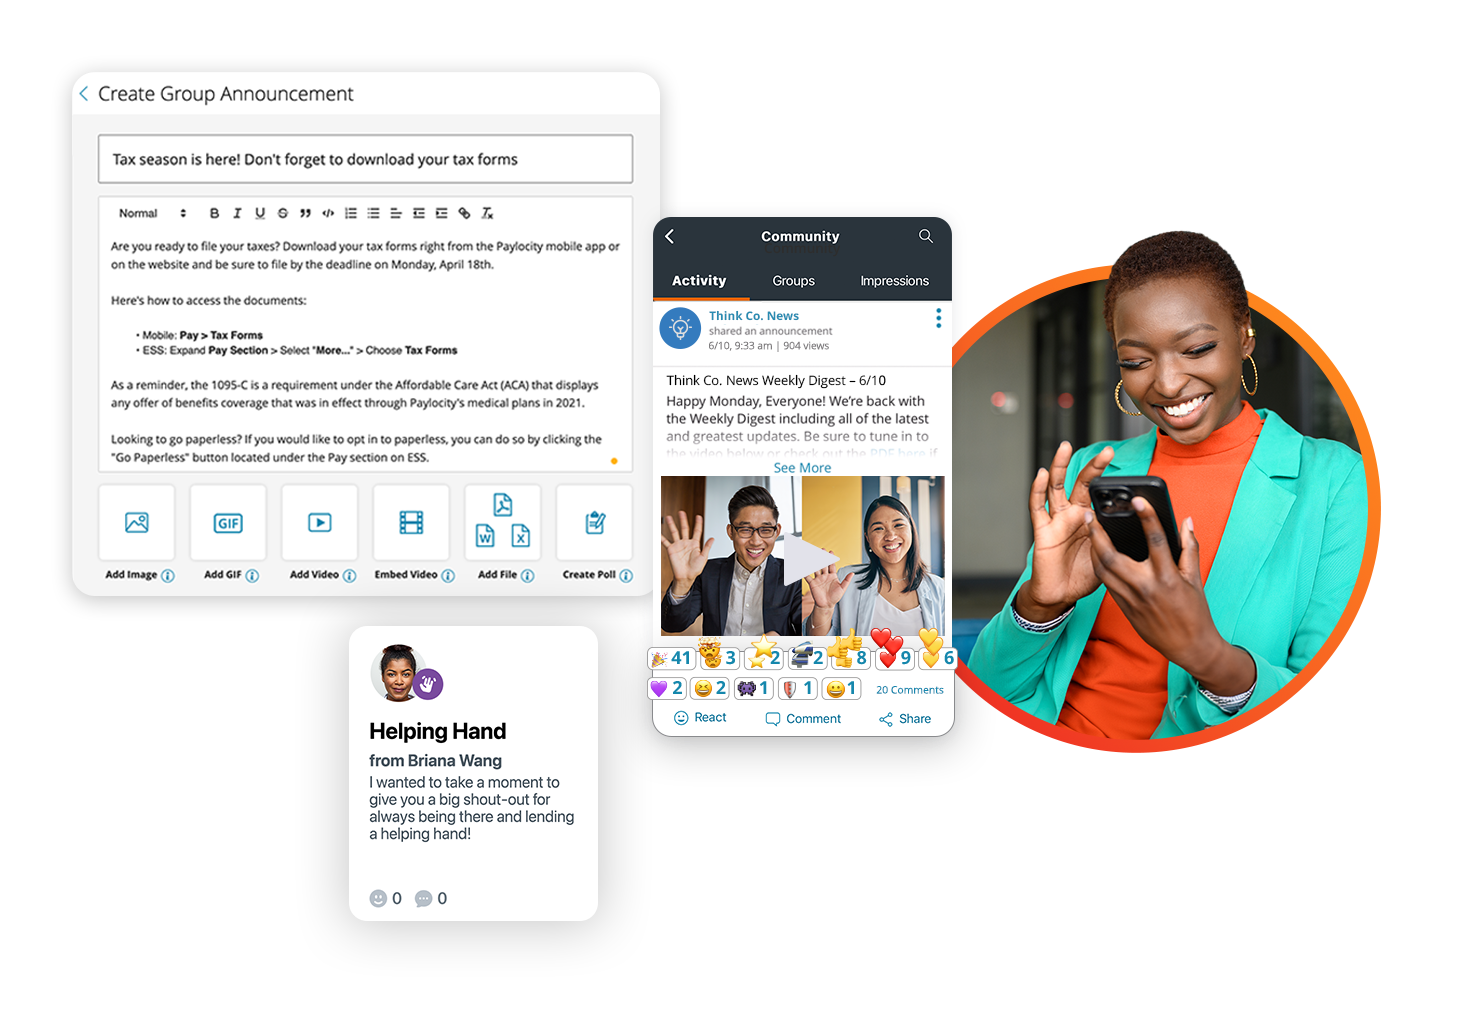 Create Group Announcement
Tax season is here! Don't forget to download your tax forms
Normal
B I U S
Are you ready to file your taxes? Download your tax forms right from the Paylocity mobile app or
on the website and be sure to file by the deadline on Monday, April 18th.
Here's how to access the documents:
• Mobile: Pay > Tax Forms
• ESS: Expand Pay Section > Select "More..." > Choose Tax Forms
As a reminder, the 1095-C is a requirement under the Affordable Care Act (ACA) that displays
any offer of benefits coverage that was in effect through Paylocity's medical plans in 2021.
Looking to go paperless? If you would like to opt in to paperless, you can do so by clicking the
"Go Paperless" button located under the Pay section on ESS.
GIF
W X
Add Image
Add GIF
Add Video
Embed Video
Add File
Create Poll
Community
Activity Groups Impressions
Think Co. News
shared an announcement
6/10, 9:33 am | 904 views
Think Co. News Weekly Digest – 6/10
Happy Monday, Everyone! We're back with
the Weekly Digest including all of the latest
and greatest updates. Be sure to tune in to
the video below or check out the PDF here if
See More
41 3 2 2 8 9 6
2 2 1 1 1 20 Comments
React Comment Share
Helping Hand
from Briana Wang
I wanted to take a moment to
give you a big shout-out for
always being there and lending
a helping hand!
0 0